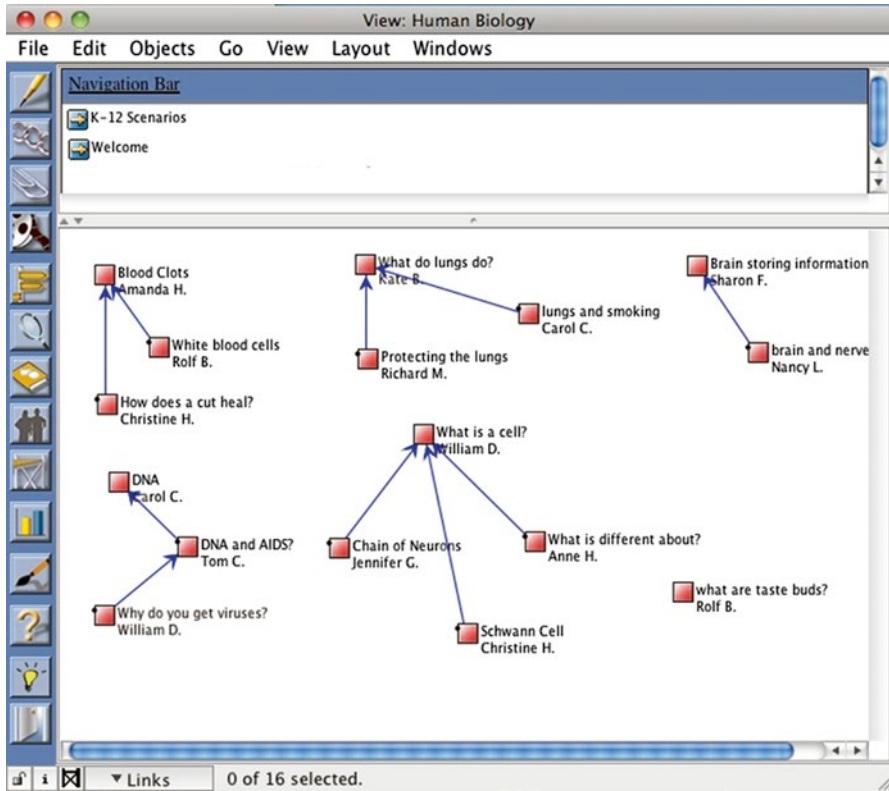 View: Human Biology
File Edit Objects Go View Layout Windows
Navigation Bar
K-12 Scenarios
Welcome
Blood Clots
Amanda H.
White blood cells
Rolf B.
How does a cut heal?
Christine H.
What do lungs do?
Kate B.
lungs and smoking
Carol C.
Protecting the lungs
Richard M.
Brain storing information
Sharon F.
brain and nerve
Nancy L.
What is a cell?
William D.
DNA
Carol C.
DNA and AIDS?
Tom C.
Why do you get viruses?
William D.
Chain of Neurons
Jennifer G.
What is different about?
Anne H.
Schwann Cell
Christine H.
what are taste buds?
Rolf B.
Links
0 of 16 selected.